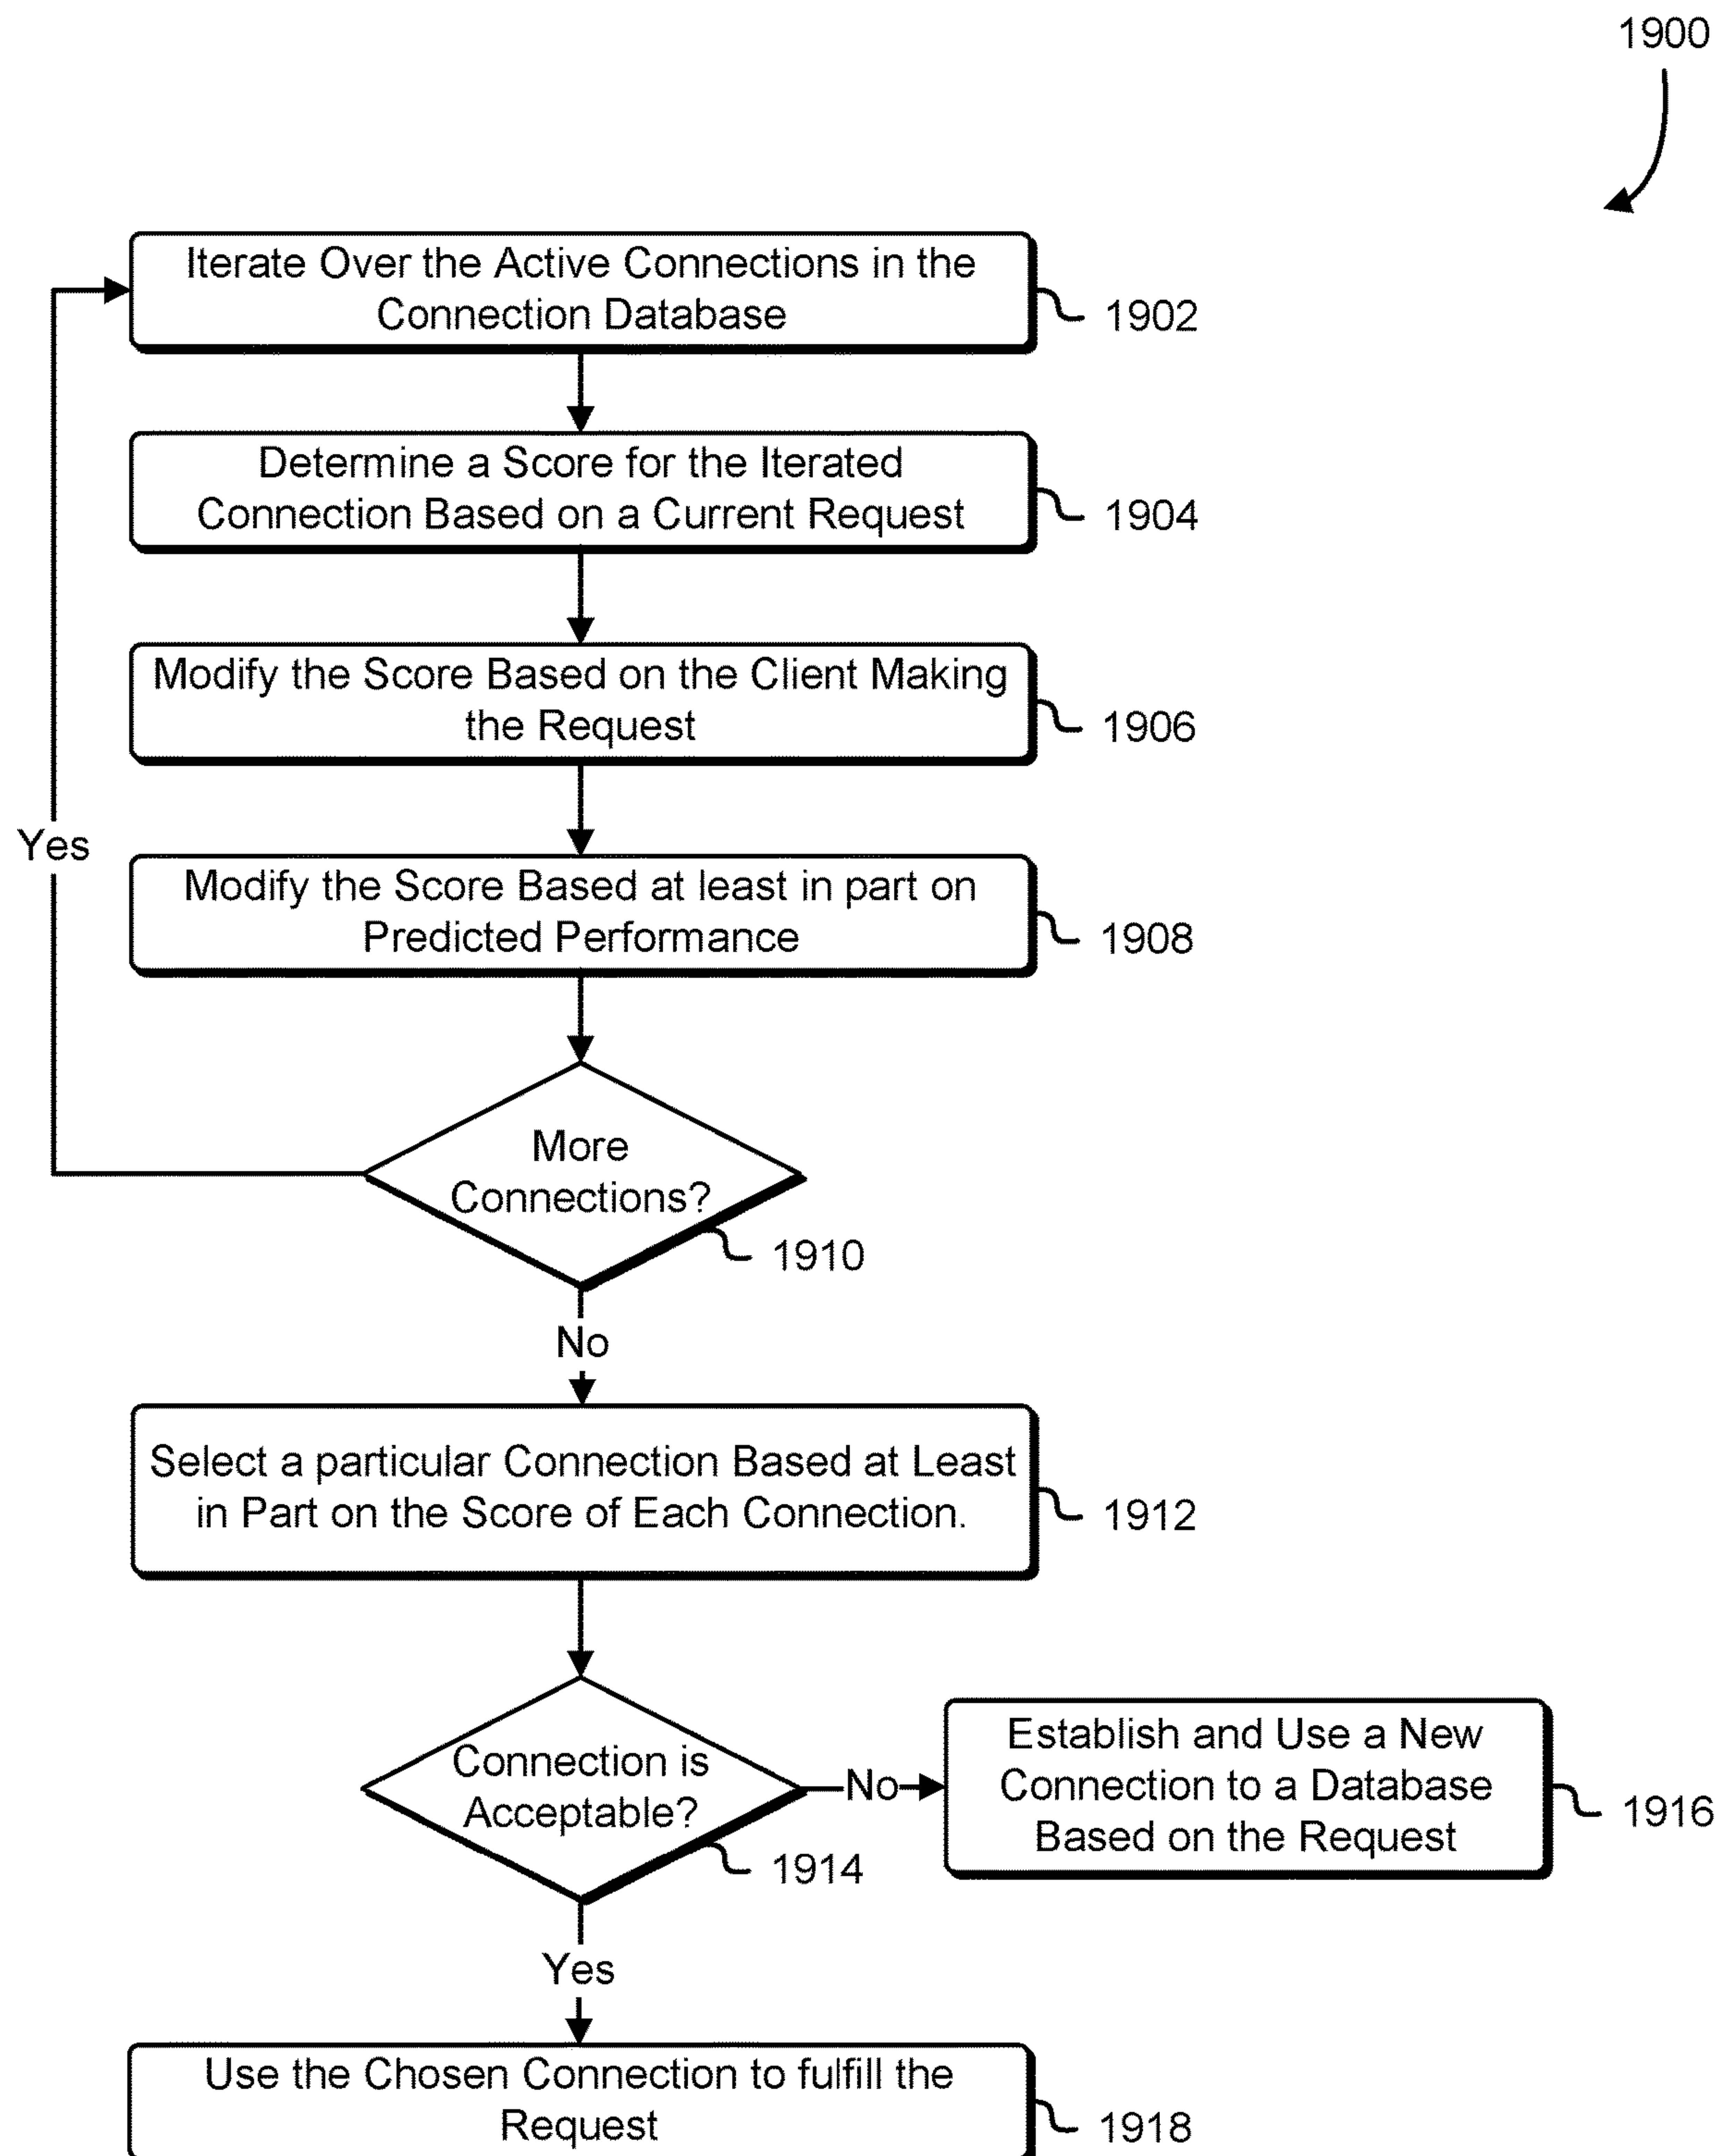 1900
Iterate Over the Active Connections in the
Connection Database
1902
Determine a Score for the Iterated
Connection Based on a Current Request
1904
Modify the Score Based on the Client Making
the Request
1906
Yes
Modify the Score Based at least in part on
Predicted Performance
1908
More
Connections?
1910
No
Select a particular Connection Based at Least
in Part on the Score of Each Connection.
1912
Connection is
Acceptable?
1914
No
Establish and Use a New
Connection to a Database
Based on the Request
1916
Yes
Use the Chosen Connection to fulfill the
Request
1918